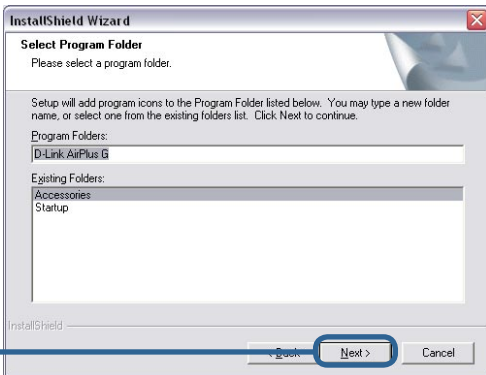 InstallShield Wizard
Select Program Folder
Please select a program folder.
Setup will add program icons to the Program Folder listed below. You may type a new folder
name, or select one from the existing folders list. Click Next to continue.
Program Folders:
D-Link AirPlus G
Existing Folders:
Accessories
Startup
InstallShield
< Back Next > Cancel